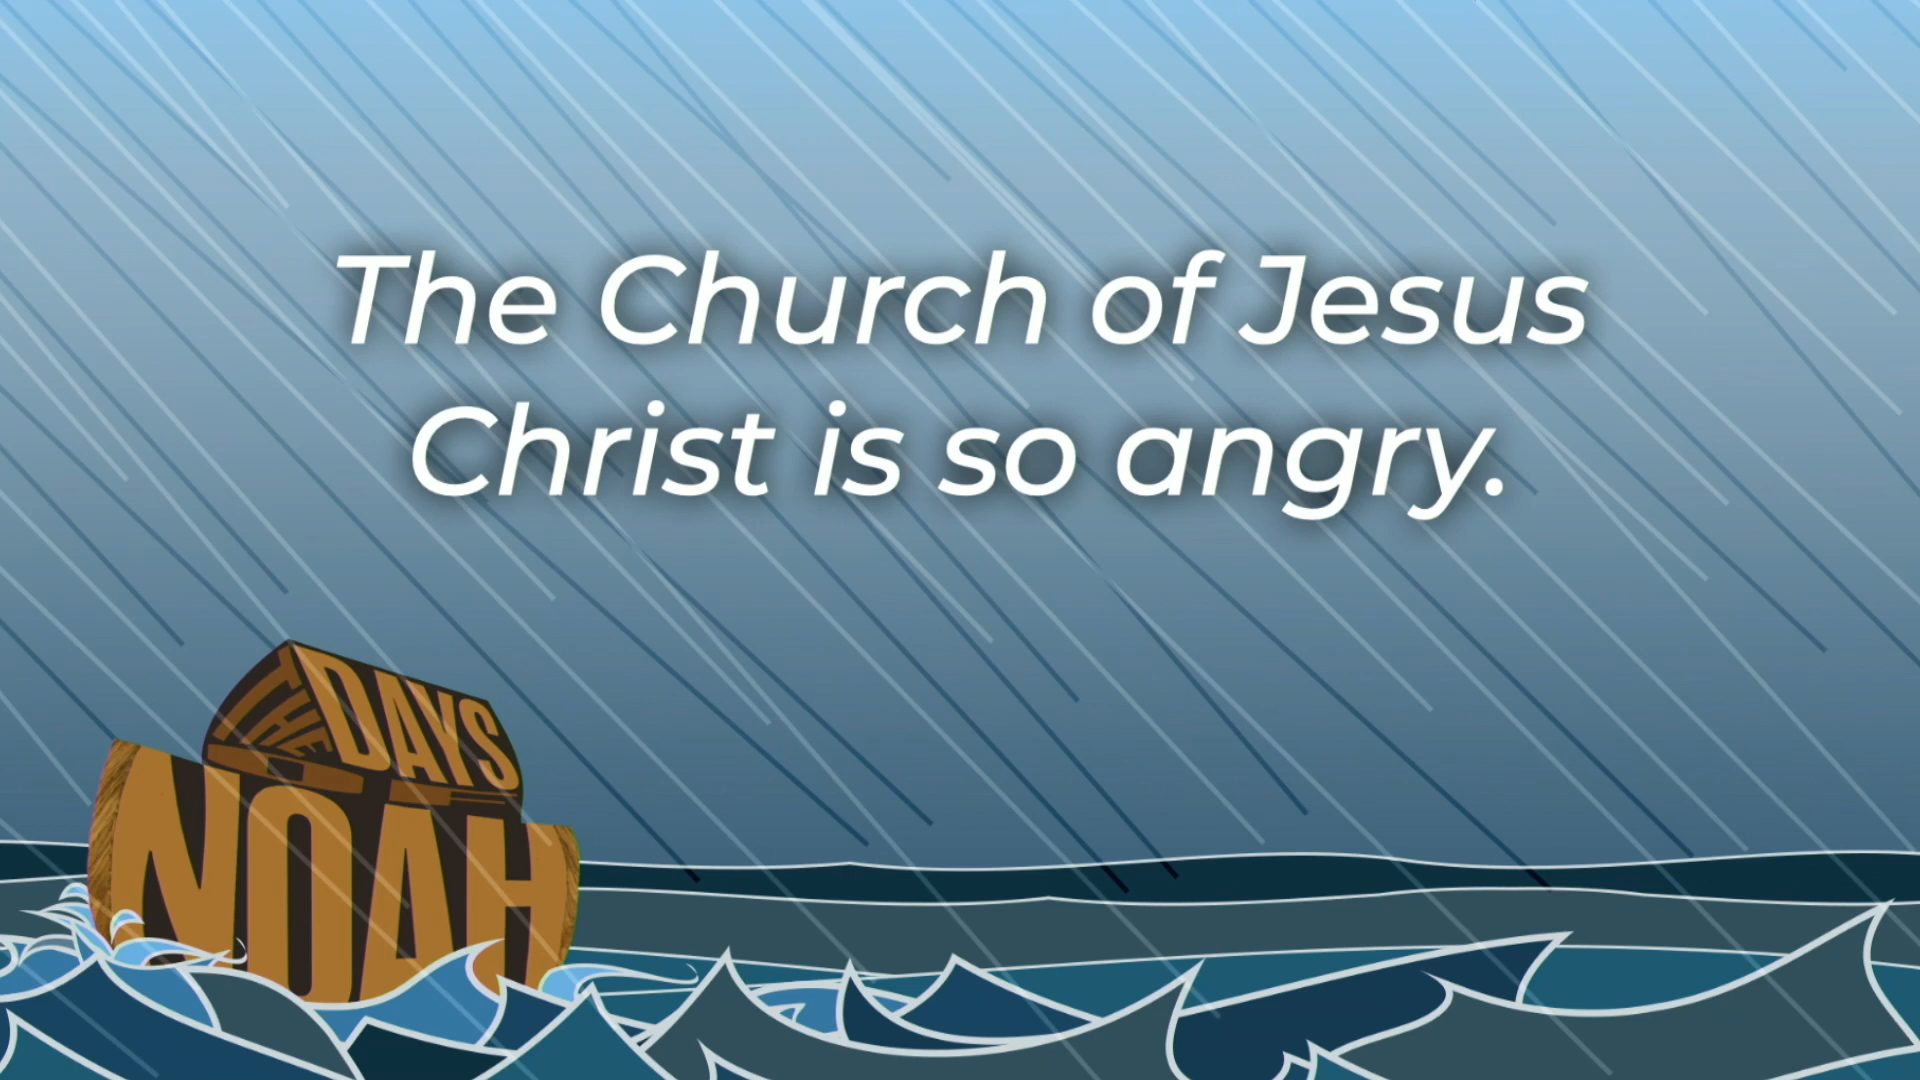 The Church of Jesus
Christ is so angry.
THE DAYS
NOAH